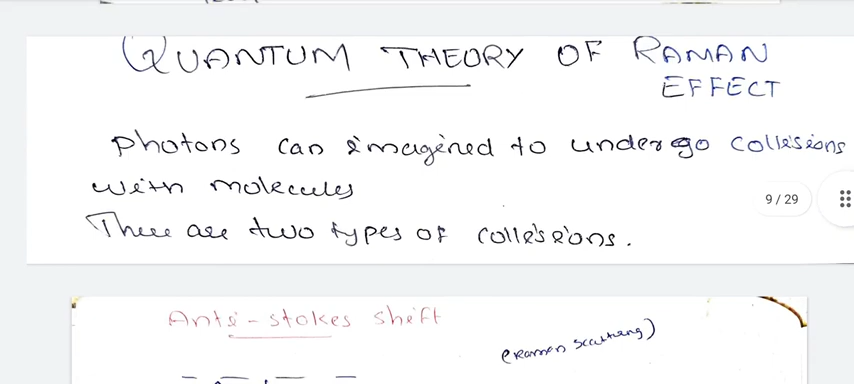 QUANTUM THEORY OF RAMAN
EFFECT
Photons can imagined to undergo collisions
with molecules
There are two types of collisions.
9 / 29
Anti-stokes shift
(Raman scattering)